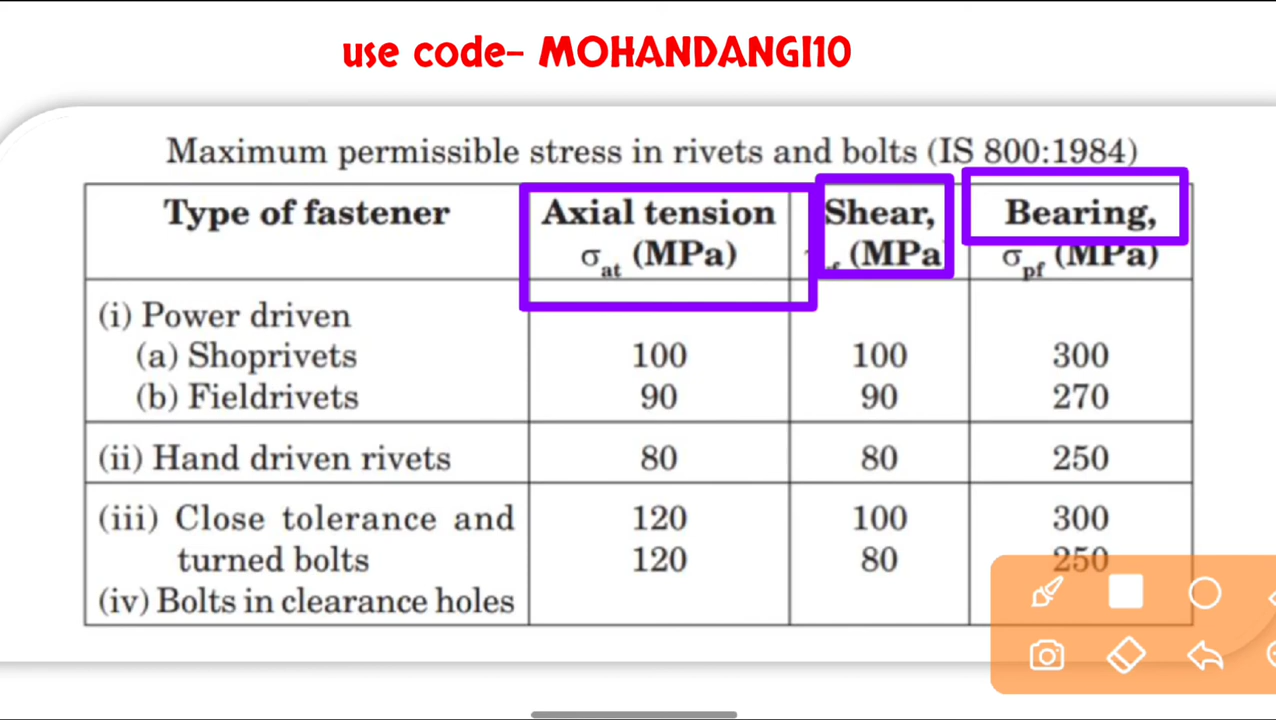 use code- MOHANDANGI10
Maximum permissible stress in rivets and bolts (IS 800:1984)
Type of fastener Axial tension Shear, Bearing,
σat (MPa) f (MPa σpf (MPa)
(i) Power driven
(a) Shoprivets 100 100 300
(b) Fieldrivets 90 90 270
(ii) Hand driven rivets 80 80 250
(iii) Close tolerance and 120 100 300
turned bolts 120 80 250
(iv) Bolts in clearance holes